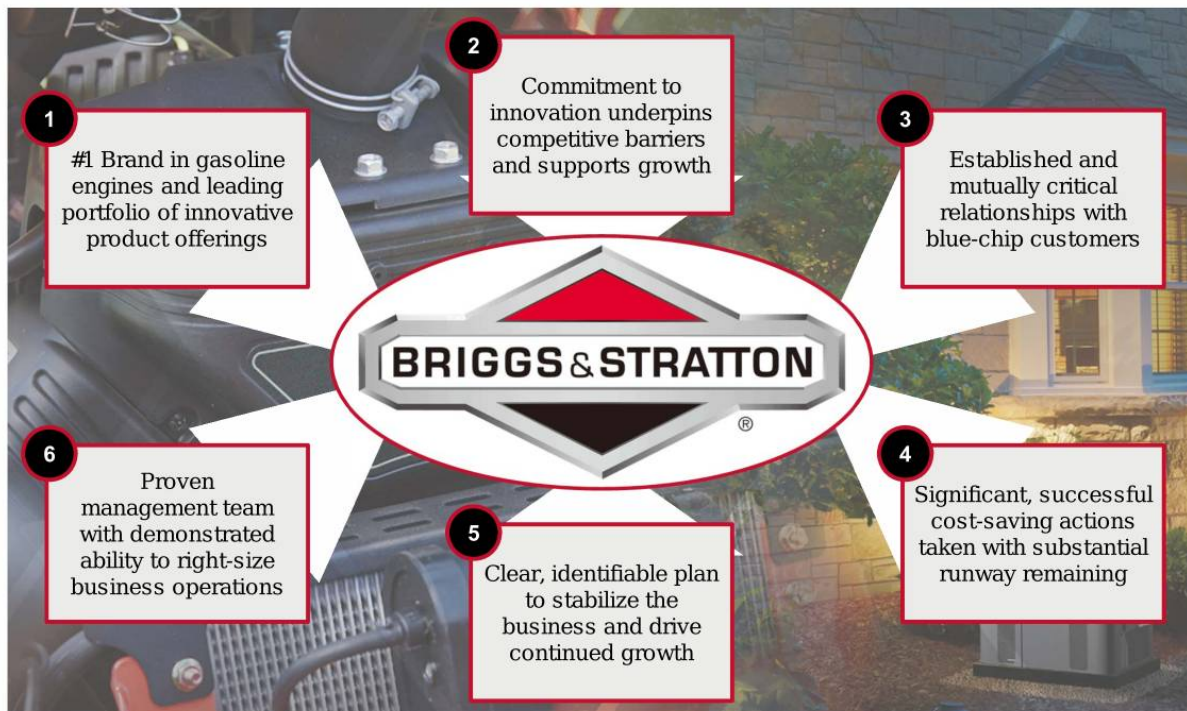 1
#1 Brand in gasoline
engines and leading
portfolio of innovative
product offerings
2
Commitment to
innovation underpins
competitive barriers
and supports growth
3
Established and
mutually critical
relationships with
blue-chip customers
BRIGGS & STRATTON
®
4
Significant, successful
cost-saving actions
taken with substantial
runway remaining
5
Clear, identifiable plan
to stabilize the
business and drive
continued growth
6
Proven
management team
with demonstrated
ability to right-size
business operations